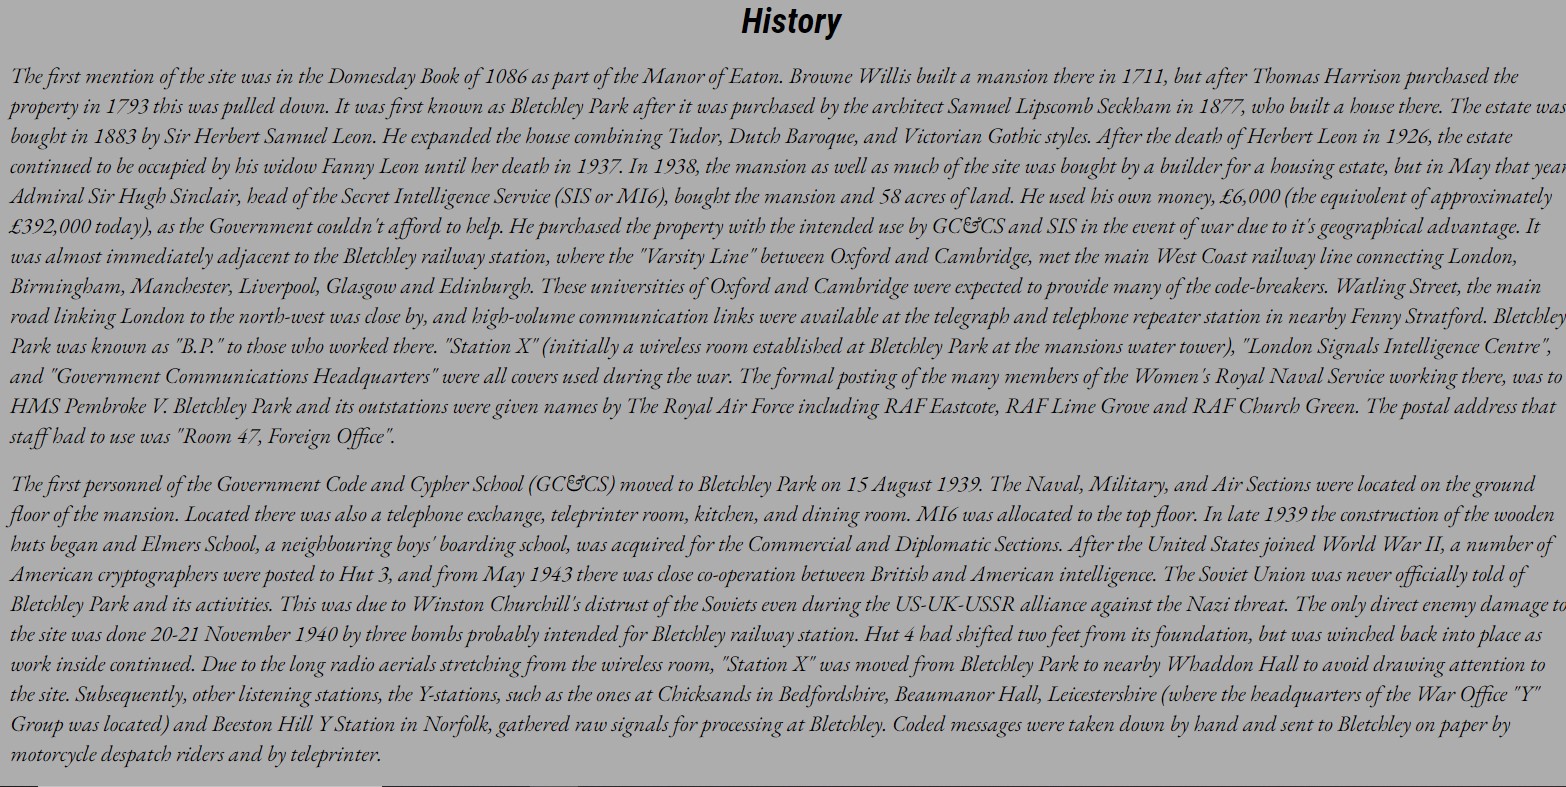 History
The first mention of the site was in the Domesday Book of 1086 as part of the Manor of Eaton. Browne Willis built a mansion there in 1711, but after Thomas Harrison purchased the
property in 1793 this was pulled down. It was first known as Bletchley Park after it was purchased by the architect Samuel Lipscomb Seckham in 1877, who built a house there. The estate was
bought in 1883 by Sir Herbert Samuel Leon. He expanded the house combining Tudor, Dutch Baroque, and Victorian Gothic styles. After the death of Herbert Leon in 1926, the estate
continued to be occupied by his widow Fanny Leon until her death in 1937. In 1938, the mansion as well as much of the site was bought by a builder for a housing estate, but in May that year
Admiral Sir Hugh Sinclair, head of the Secret Intelligence Service (SIS or MI6), bought the mansion and 58 acres of land. He used his own money, £6,000 (the equivolent of approximately
£392,000 today), as the Government couldn't afford to help. He purchased the property with the intended use by GC&CS and SIS in the event of war due to it's geographical advantage. It
was almost immediately adjacent to the Bletchley railway station, where the "Varsity Line" between Oxford and Cambridge, met the main West Coast railway line connecting London,
Birmingham, Manchester, Liverpool, Glasgow and Edinburgh. These universities of Oxford and Cambridge were expected to provide many of the code-breakers. Watling Street, the main
road linking London to the north-west was close by, and high-volume communication links were available at the telegraph and telephone repeater station in nearby Fenny Stratford. Bletchley
Park was known as "B.P." to those who worked there. "Station X" (initially a wireless room established at Bletchley Park at the mansions water tower), "London Signals Intelligence Centre",
and "Government Communications Headquarters" were all covers used during the war. The formal posting of the many members of the Women's Royal Naval Service working there, was to
HMS Pembroke V. Bletchley Park and its outstations were given names by The Royal Air Force including RAF Eastcote, RAF Lime Grove and RAF Church Green. The postal address that
staff had to use was "Room 47, Foreign Office".
The first personnel of the Government Code and Cypher School (GC&CS) moved to Bletchley Park on 15 August 1939. The Naval, Military, and Air Sections were located on the ground
floor of the mansion. Located there was also a telephone exchange, teleprinter room, kitchen, and dining room. MI6 was allocated to the top floor. In late 1939 the construction of the wooden
huts began and Elmers School, a neighbouring boys' boarding school, was acquired for the Commercial and Diplomatic Sections. After the United States joined World War II, a number of
American cryptographers were posted to Hut 3, and from May 1943 there was close co-operation between British and American intelligence. The Soviet Union was never officially told of
Bletchley Park and its activities. This was due to Winston Churchill's distrust of the Soviets even during the US-UK-USSR alliance against the Nazi threat. The only direct enemy damage to
the site was done 20-21 November 1940 by three bombs probably intended for Bletchley railway station. Hut 4 had shifted two feet from its foundation, but was winched back into place as
work inside continued. Due to the long radio aerials stretching from the wireless room, "Station X" was moved from Bletchley Park to nearby Whaddon Hall to avoid drawing attention to
the site. Subsequently, other listening stations, the Y-stations, such as the ones at Chicksands in Bedfordshire, Beaumanor Hall, Leicestershire (where the headquarters of the War Office "Y"
Group was located) and Beeston Hill Y Station in Norfolk, gathered raw signals for processing at Bletchley. Coded messages were taken down by hand and sent to Bletchley on paper by
motorcycle despatch riders and by teleprinter.